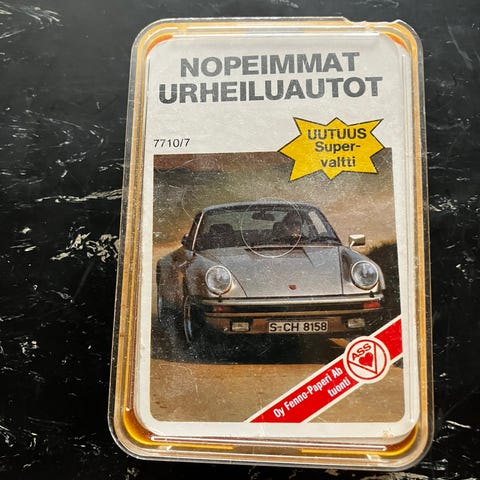 NOPEIMMAT
URHEILUAUTOT
7710/7
UUTUUS
Super-
valtti
S-CH 8158
ASS
Oy Fenno-Paperi Ab
tuonti